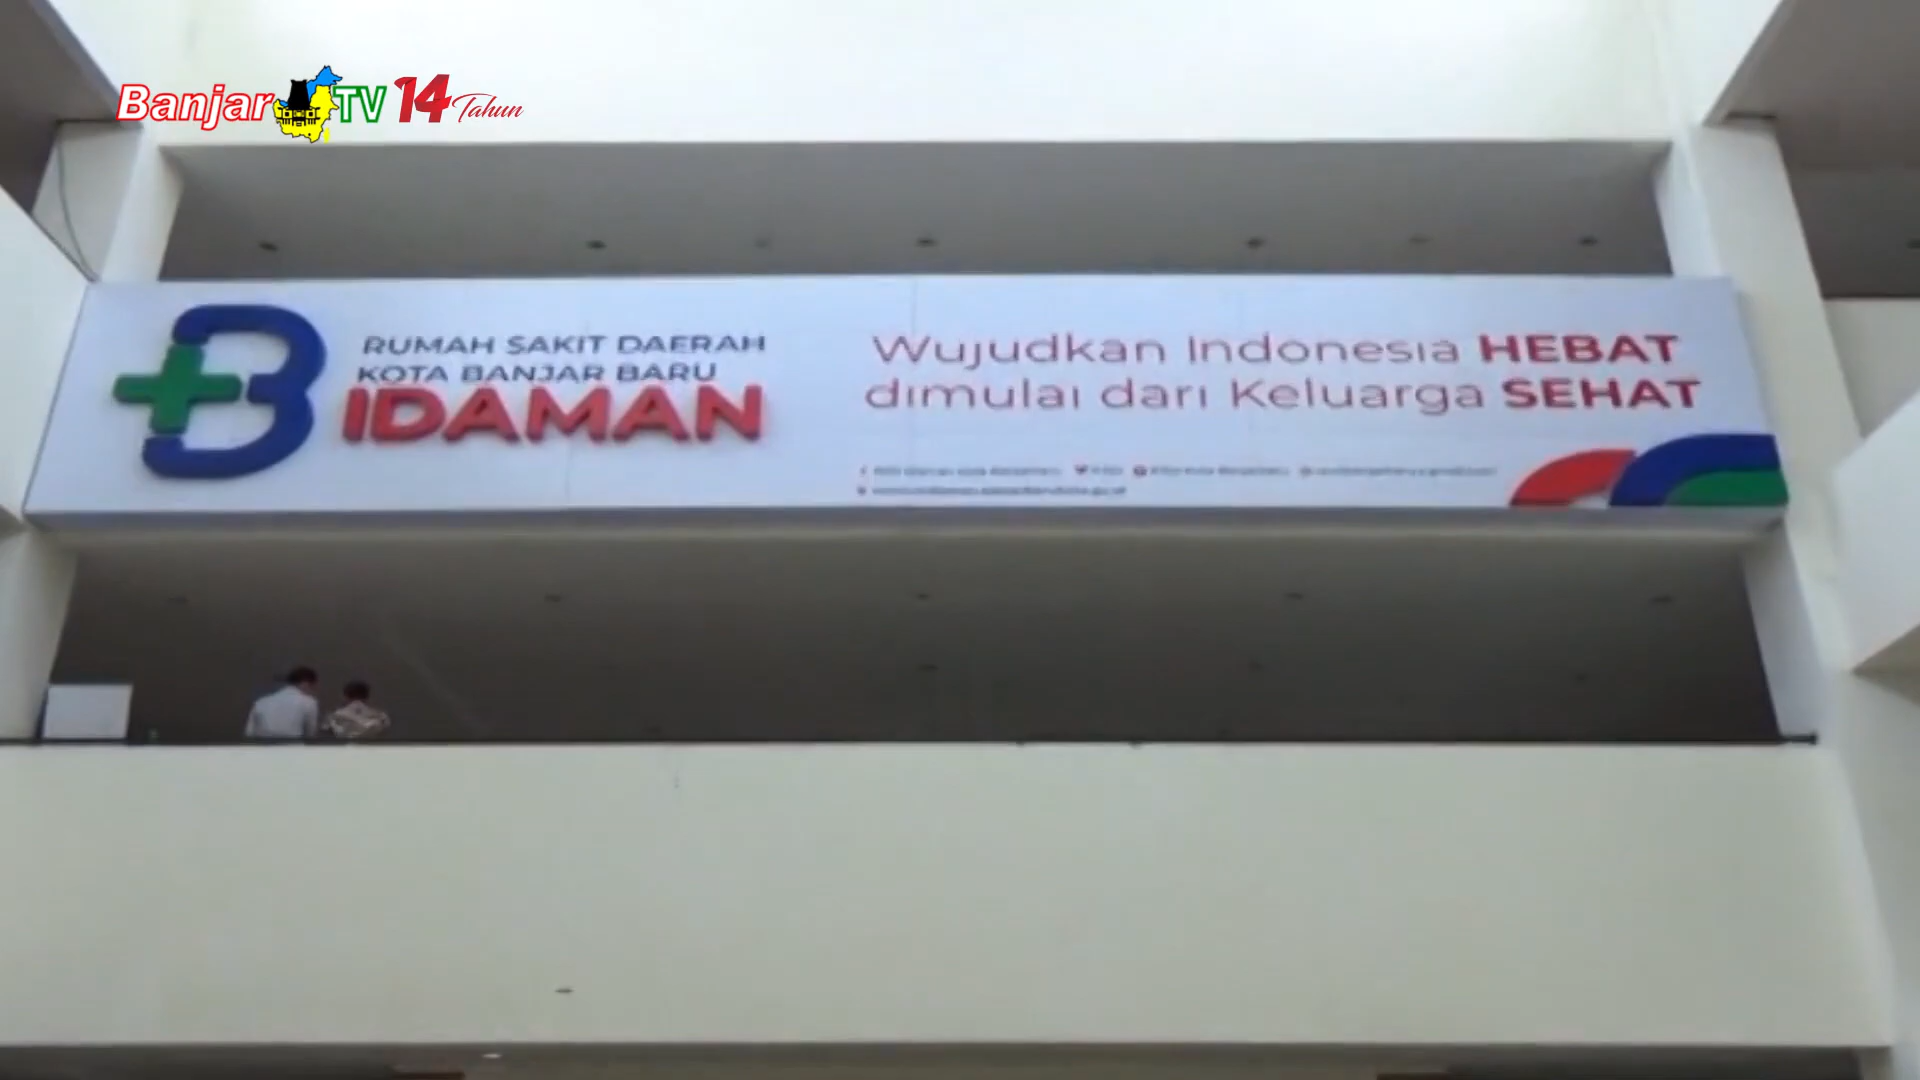 Banjar TV 14 Tahun
RUMAH SAKIT DAERAH
KOTA BANJAR BARU
IDAMAN
Wujudkan Indonesia HEBAT
dimulai dari Keluarga SEHAT